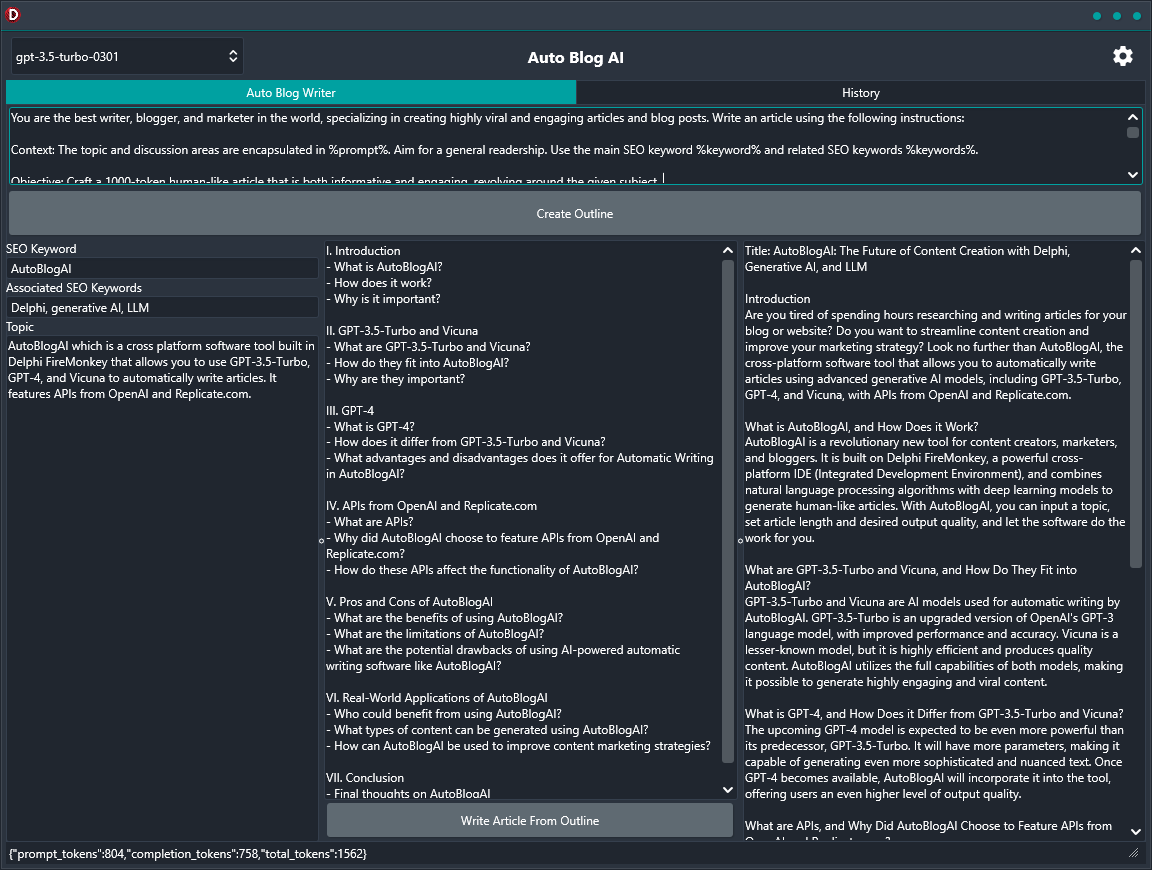 D
gpt-3.5-turbo-0301
Auto Blog AI
Auto Blog Writer
History
You are the best writer, blogger, and marketer in the world, specializing in creating highly viral and engaging articles and blog posts. Write an article using the following instructions:
Context: The topic and discussion areas are encapsulated in %prompt%. Aim for a general readership. Use the main SEO keyword %keyword% and related SEO keywords %keywords%.
Objective: Craft a 1000-token human-like article that is both informative and engaging, revolving around the given subject.
Create Outline
SEO Keyword
AutoBlogAI
Associated SEO Keywords
Delphi, generative AI, LLM
Topic
AutoBlogAI which is a cross platform software tool built in
Delphi FireMonkey that allows you to use GPT-3.5-Turbo,
GPT-4, and Vicuna to automatically write articles. It
features APIs from OpenAI and Replicate.com.
I. Introduction
- What is AutoBlogAI?
- How does it work?
- Why is it important?
II. GPT-3.5-Turbo and Vicuna
- What are GPT-3.5-Turbo and Vicuna?
- How do they fit into AutoBlogAI?
- Why are they important?
III. GPT-4
- What is GPT-4?
- How does it differ from GPT-3.5-Turbo and Vicuna?
- What advantages and disadvantages does it offer for Automatic Writing
in AutoBlogAI?
IV. APIs from OpenAI and Replicate.com
- What are APIs?
- Why did AutoBlogAI choose to feature APIs from OpenAI and
Replicate.com?
- How do these APIs affect the functionality of AutoBlogAI?
V. Pros and Cons of AutoBlogAI
- What are the benefits of using AutoBlogAI?
- What are the limitations of AutoBlogAI?
- What are the potential drawbacks of using AI-powered automatic
writing software like AutoBlogAI?
VI. Real-World Applications of AutoBlogAI
- Who could benefit from using AutoBlogAI?
- What types of content can be generated using AutoBlogAI?
- How can AutoBlogAI be used to improve content marketing strategies?
VII. Conclusion
- Final thoughts on AutoBlogAI
Write Article From Outline
Title: AutoBlogAI: The Future of Content Creation with Delphi,
Generative AI, and LLM
Introduction
Are you tired of spending hours researching and writing articles for your
blog or website? Do you want to streamline content creation and
improve your marketing strategy? Look no further than AutoBlogAI, the
cross-platform software tool that allows you to automatically write
articles using advanced generative AI models, including GPT-3.5-Turbo,
GPT-4, and Vicuna, with APIs from OpenAI and Replicate.com.
What is AutoBlogAI, and How Does it Work?
AutoBlogAI is a revolutionary new tool for content creators, marketers,
and bloggers. It is built on Delphi FireMonkey, a powerful cross-
platform IDE (Integrated Development Environment), and combines
natural language processing algorithms with deep learning models to
generate human-like articles. With AutoBlogAI, you can input a topic,
set article length and desired output quality, and let the software do the
work for you.
What are GPT-3.5-Turbo and Vicuna, and How Do They Fit into
AutoBlogAI?
GPT-3.5-Turbo and Vicuna are AI models used for automatic writing by
AutoBlogAI. GPT-3.5-Turbo is an upgraded version of OpenAI's GPT-3
language model, with improved performance and accuracy. Vicuna is a
lesser-known model, but it is highly efficient and produces quality
content. AutoBlogAI utilizes the full capabilities of both models, making
it possible to generate highly engaging and viral content.
What is GPT-4, and How Does it Differ from GPT-3.5-Turbo and Vicuna?
The upcoming GPT-4 model is expected to be even more powerful than
its predecessor, GPT-3.5-Turbo. It will have more parameters, making it
capable of generating even more sophisticated and nuanced text. Once
GPT-4 becomes available, AutoBlogAI will incorporate it into the tool,
offering users an even higher level of output quality.
What are APIs, and Why Did AutoBlogAI Choose to Feature APIs from
{"prompt_tokens":804,"completion_tokens":758,"total_tokens":1562}